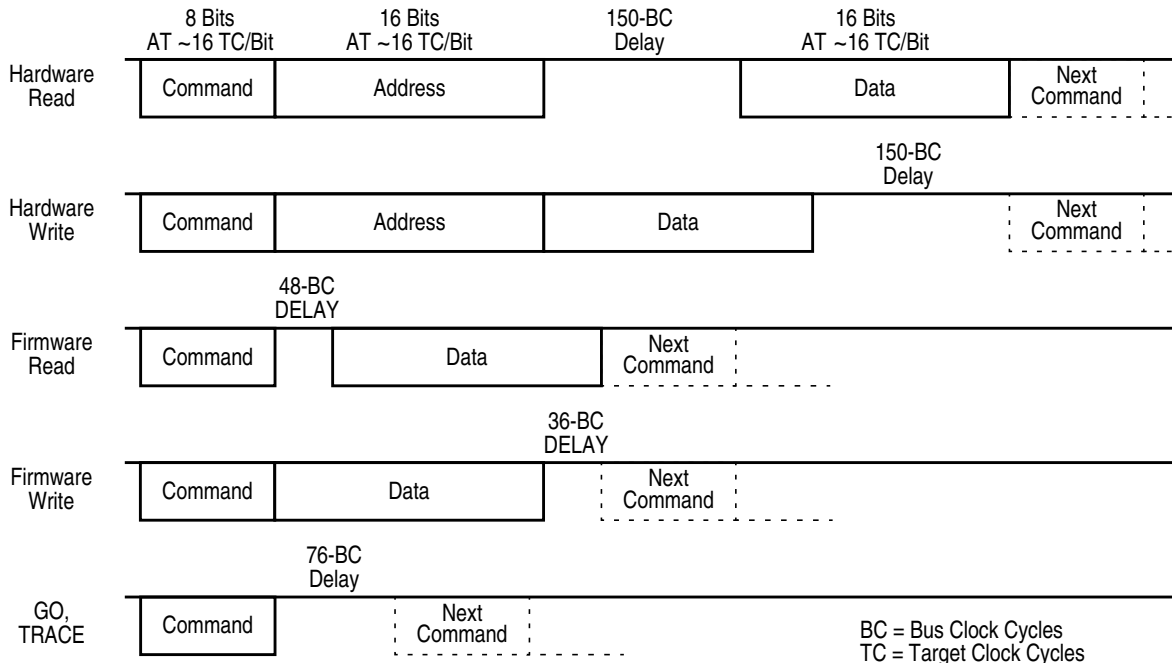 8 Bits
AT ~16 TC/Bit
16 Bits
AT ~16 TC/Bit
150-BC
Delay
16 Bits
AT ~16 TC/Bit
Hardware
Read
Command
Address
Data
Next
Command
150-BC
Delay
Hardware
Write
Command
Address
Data
Next
Command
48-BC
DELAY
Firmware
Read
Command
Data
Next
Command
36-BC
DELAY
Firmware
Write
Command
Data
Next
Command
76-BC
Delay
GO,
TRACE
Command
Next
Command
BC = Bus Clock Cycles
TC = Target Clock Cycles